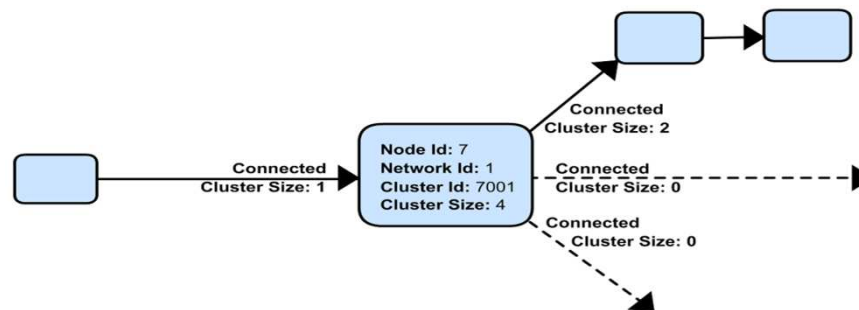 Connected
Cluster Size: 2
Connected
Cluster Size: 1
Node Id: 7
Network Id: 1
Cluster Id: 7001
Cluster Size: 4
Connected
Cluster Size: 0
Connected
Cluster Size: 0